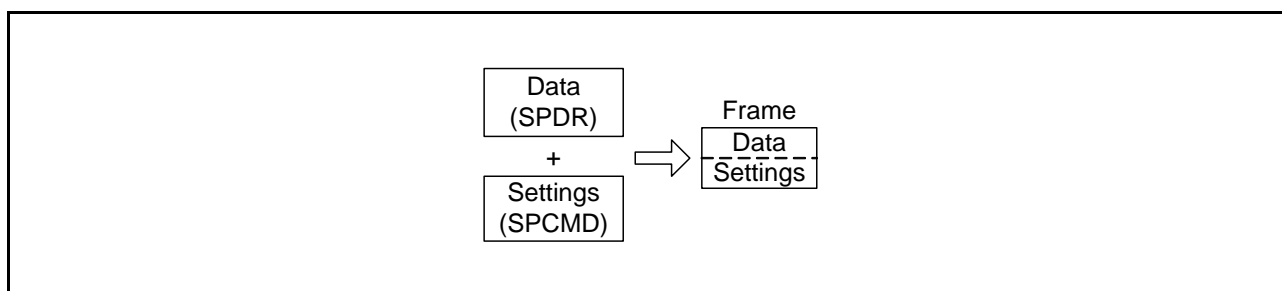 Data
(SPDR)
+
Settings
(SPCMD)
Frame
Data
Settings